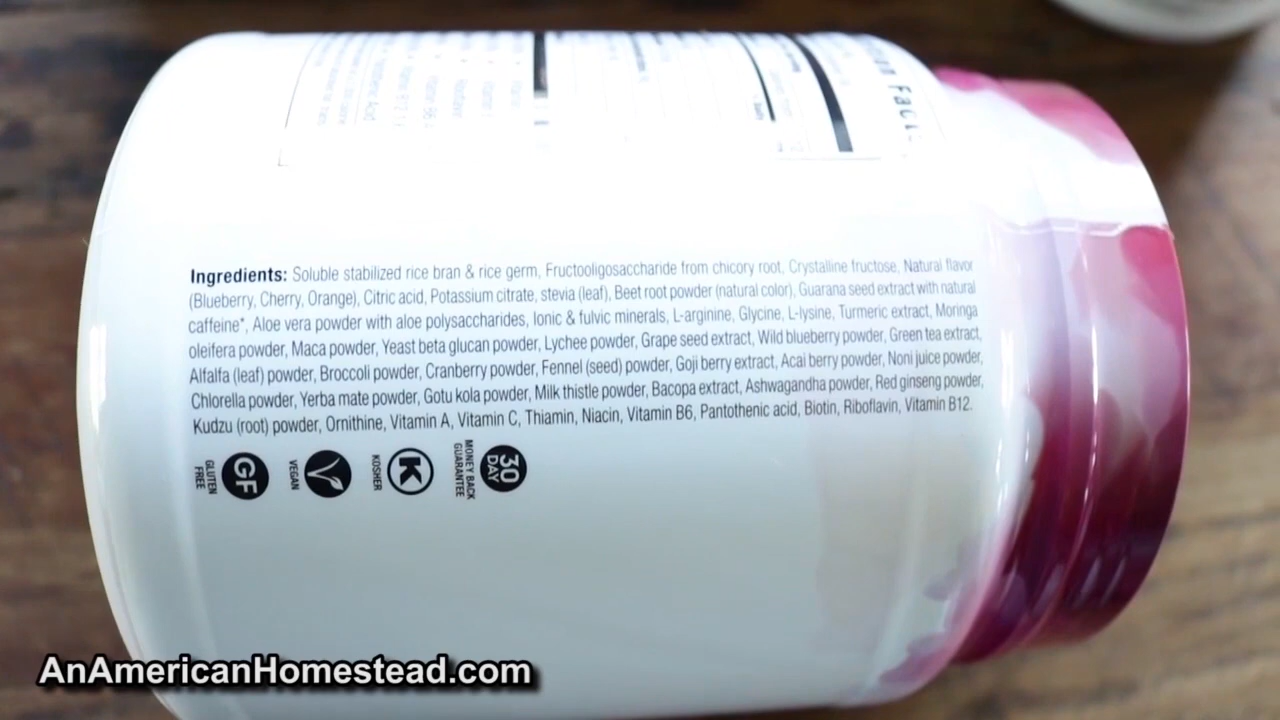 Facts
Ingredients: Soluble stabilized rice bran & rice germ, Fructooligosaccharide from chicory root, Crystalline fructose, Natural flavor
(Blueberry, Cherry, Orange), Citric acid, Potassium citrate, stevia (leaf), Beet root powder (natural color), Guarana seed extract with natural
caffeine*, Aloe vera powder with aloe polysaccharides, Ionic & fulvic minerals, L-arginine, Glycine, L-lysine, Turmeric extract, Moringa
oleifera powder, Maca powder, Yeast beta glucan powder, Lychee powder, Grape seed extract, Wild blueberry powder, Green tea extract,
Alfalfa (leaf) powder, Broccoli powder, Cranberry powder, Fennel (seed) powder, Goji berry extract, Acai berry powder, Noni juice powder,
Chlorella powder, Yerba mate powder, Gotu kola powder, Milk thistle powder, Bacopa extract, Ashwagandha powder, Red ginseng powder,
Kudzu (root) powder, Ornithine, Vitamin A, Vitamin C, Thiamin, Niacin, Vitamin B6, Pantothenic acid, Biotin, Riboflavin, Vitamin B12.
30
DAY
MONEY BACK
GUARANTEE
K
KOSHER
V
VEGAN
GF
GLUTEN
FREE
AnAmericanHomestead.com